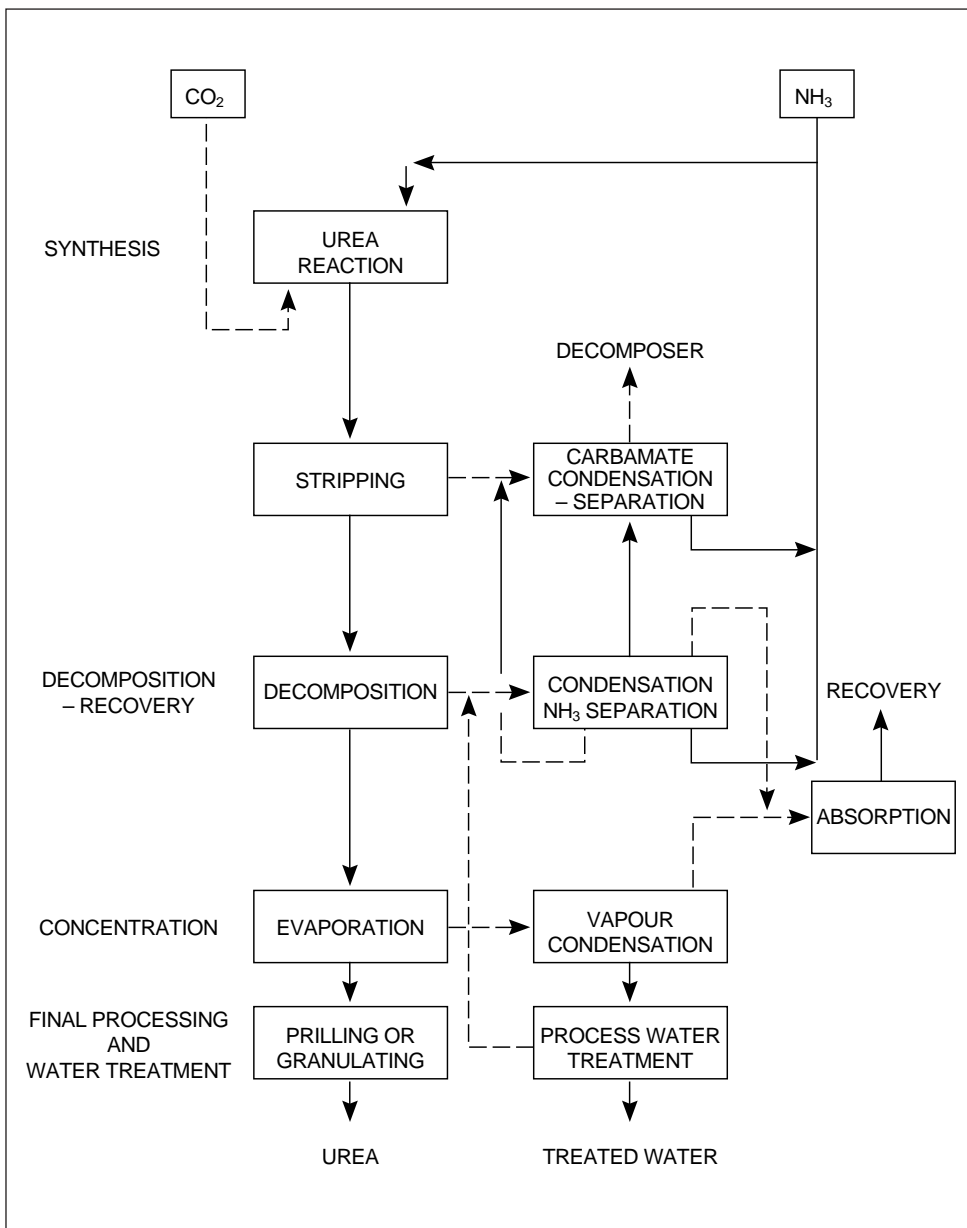 CO₂
NH₃
SYNTHESIS
UREA
REACTION
DECOMPOSER
STRIPPING
CARBAMATE
CONDENSATION
– SEPARATION
DECOMPOSITION
– RECOVERY
DECOMPOSITION
CONDENSATION
NH₃ SEPARATION
RECOVERY
ABSORPTION
CONCENTRATION
EVAPORATION
VAPOUR
CONDENSATION
FINAL PROCESSING
AND
WATER TREATMENT
PRILLING OR
GRANULATING
PROCESS WATER
TREATMENT
UREA
TREATED WATER